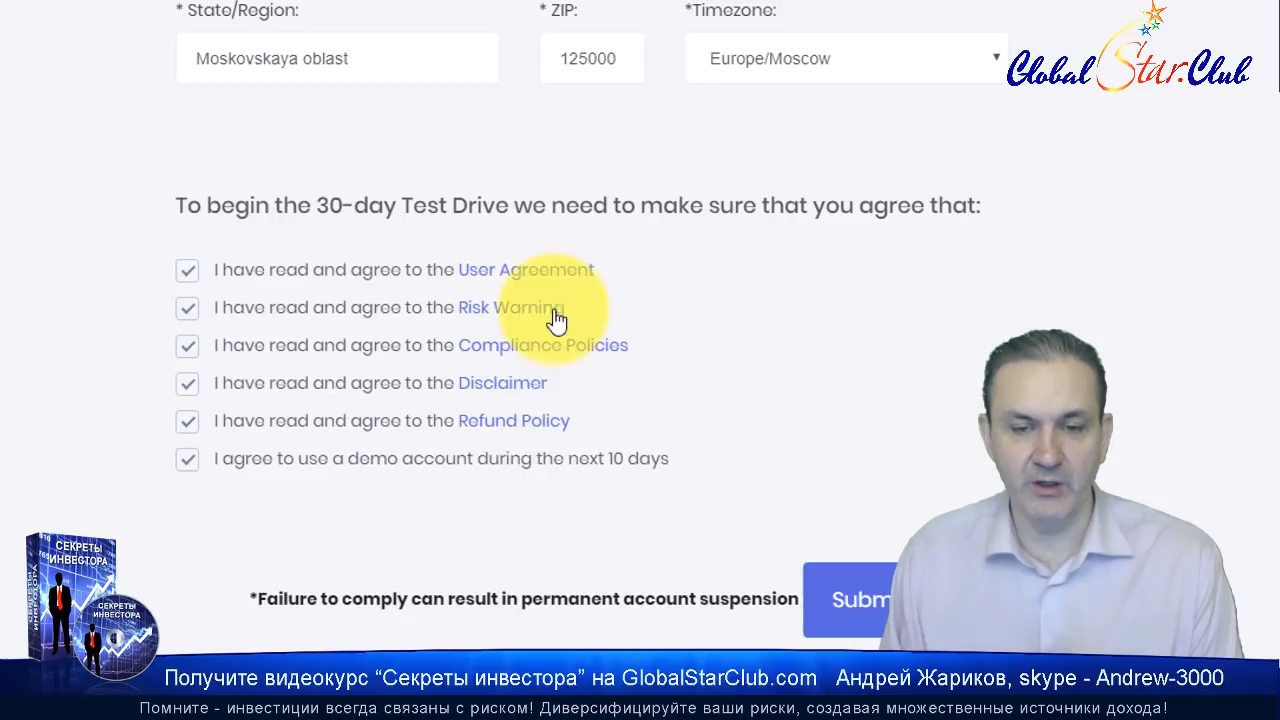 * State/Region:
* ZIP:
*Timezone:
Moskovskaya oblast
125000
Europe/Moscow
Global Star.Club
To begin the 30-day Test Drive we need to make sure that you agree that:
I have read and agree to the User Agreement
I have read and agree to the Risk Warning
I have read and agree to the Compliance Policies
I have read and agree to the Disclaimer
I have read and agree to the Refund Policy
I agree to use a demo account during the next 10 days
*Failure to comply can result in permanent account suspension
Subm
СЕКРЕТЫ
ИНВЕСТОРА
СЕКРЕТЫ
ИНВЕСТОРА
Получите видеокурс “Секреты инвестора” на GlobalStarClub.com Андрей Жариков, skype - Andrew-3000
Помните - инвестиции всегда связаны с риском! Диверсифицируйте ваши риски, создавая множественные источники дохода!